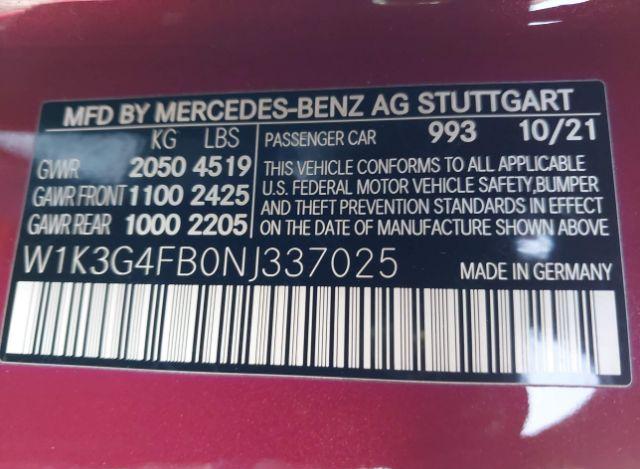 MFD BY MERCEDES-BENZ AG STUTTGART
KG LBS PASSENGER CAR 993 10/21
GVWR 2050 4519
GAWR FRONT 1100 2425
GAWR REAR 1000 2205
THIS VEHICLE CONFORMS TO ALL APPLICABLE
U.S. FEDERAL MOTOR VEHICLE SAFETY,BUMPER
AND THEFT PREVENTION STANDARDS IN EFFECT
ON THE DATE OF MANUFACTURE SHOWN ABOVE
W1K3G4FB0NJ337025 MADE IN GERMANY